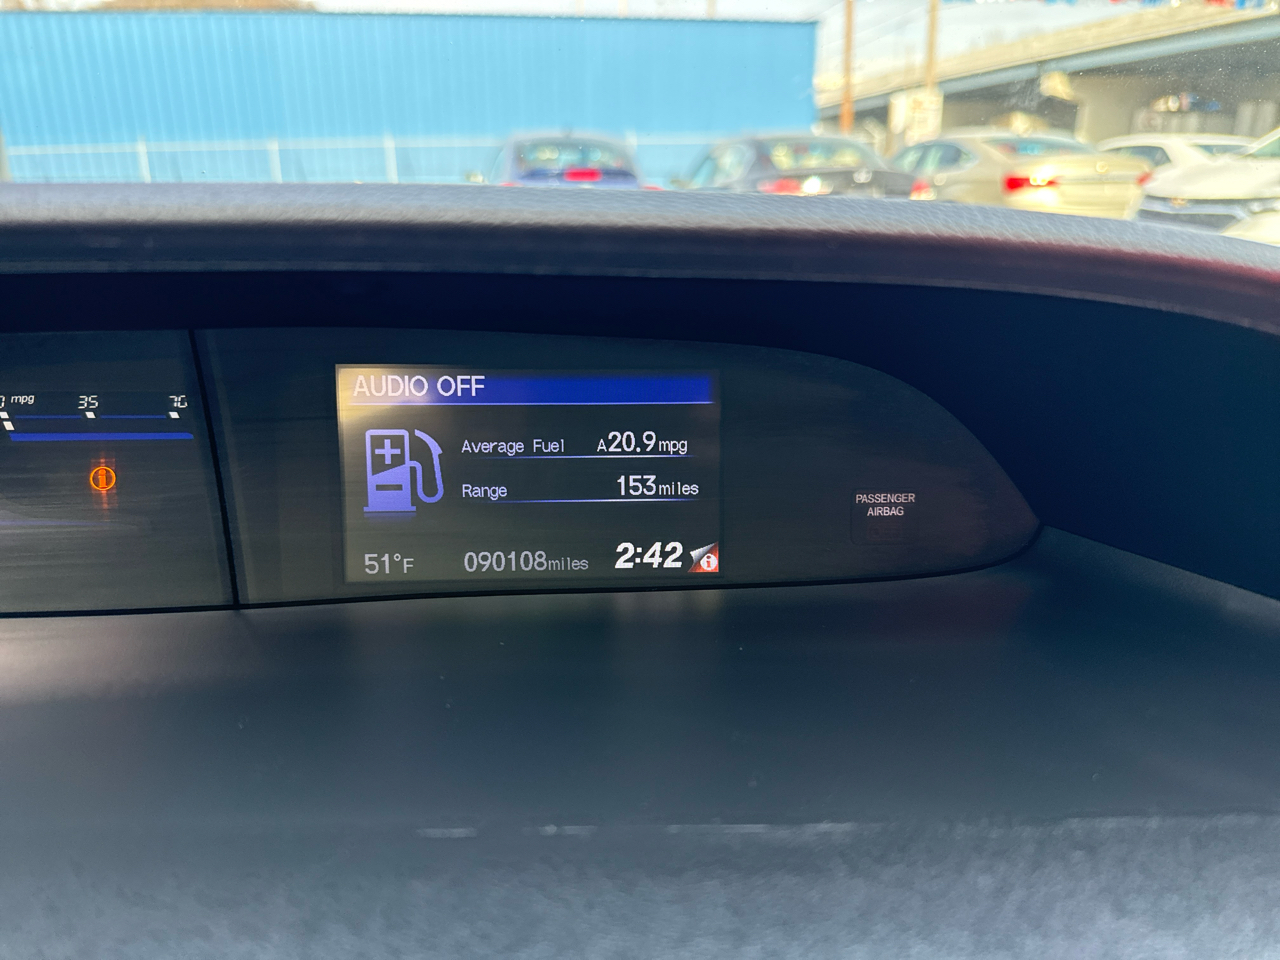 AUDIO OFF
mpg 35 70
Average Fuel A20.9mpg
Range 153miles
51°F 090108miles 2:42
PASSENGER
AIRBAG